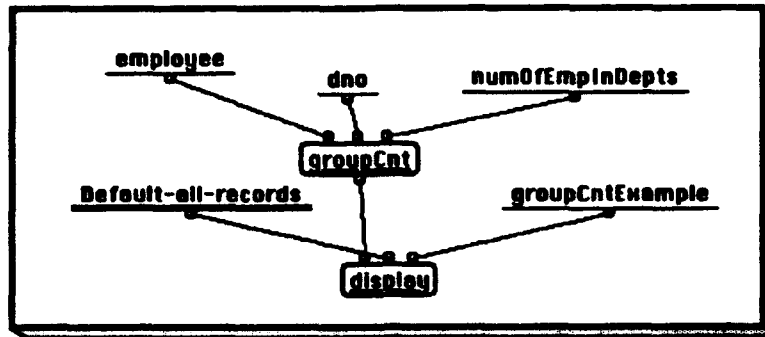 employee
dno
numOfEmpInDepts
groupCnt
Default-all-records
groupCntExample
display